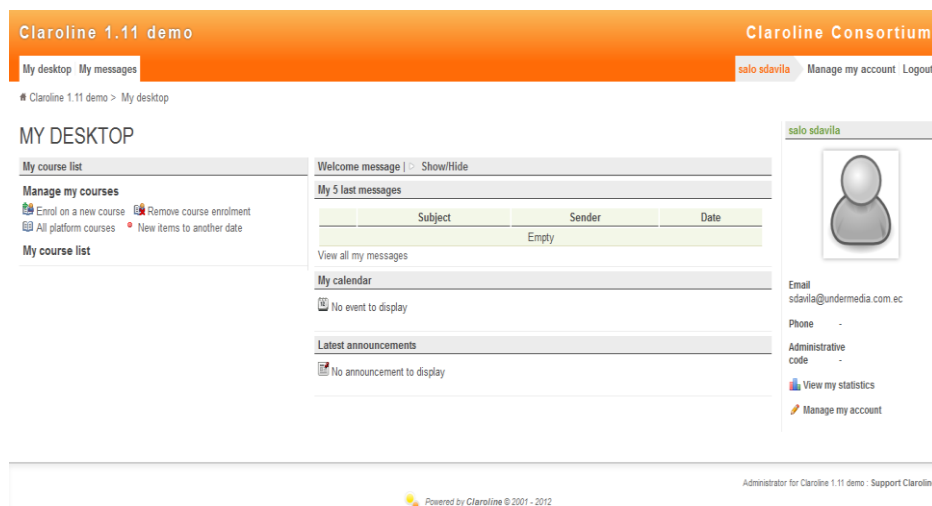 Claroline 1.11 demo
Claroline Consortium
My desktop My messages
salo sdavila Manage my account Logout
Claroline 1.11 demo > My desktop
MY DESKTOP
My course list
Manage my courses
Enrol on a new course Remove course enrolment
All platform courses New items to another date
My course list
Welcome message | Show/Hide
My 5 last messages
Subject Sender Date
Empty
View all my messages
My calendar
12
No event to display
Latest announcements
No announcement to display
salo sdavila
Email
sdavila@undermedia.com.ec
Phone -
Administrative
code -
View my statistics
Manage my account
Administrator for Claroline 1.11 demo : Support Clarolin
Powered by Claroline © 2001 - 2012